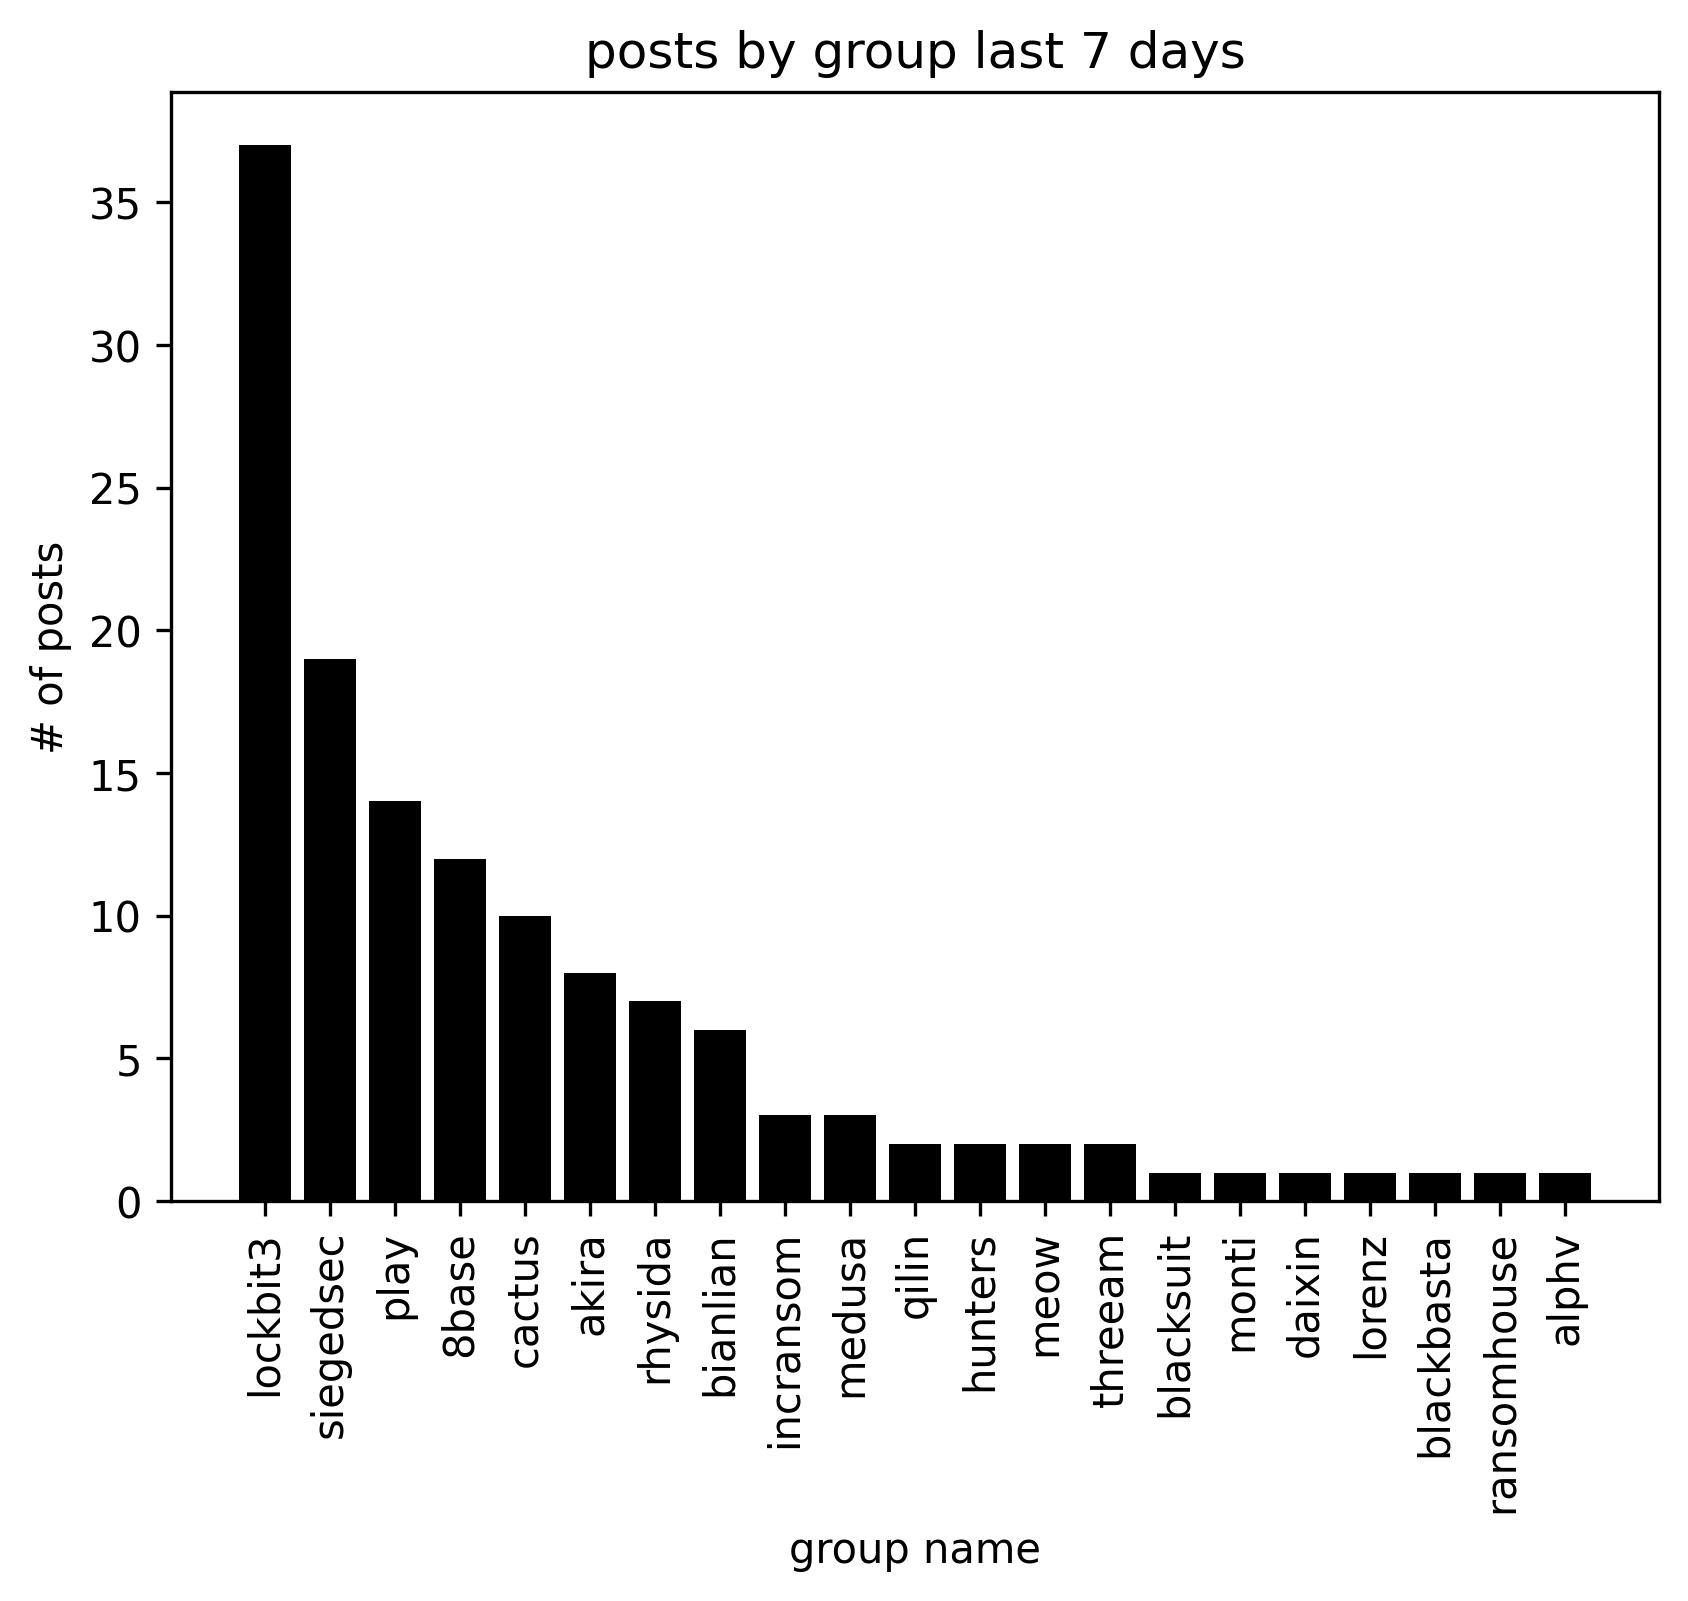 posts by group last 7 days
35
30
25
20
15
10
5
0
# of posts
lockbit3
siegedsec
play
8base
cactus
akira
rhysida
bianlian
incransom
medusa
qilin
hunters
meow
threeam
blacksuit
monti
daixin
lorenz
blackbasta
ransomhouse
alphv
group name